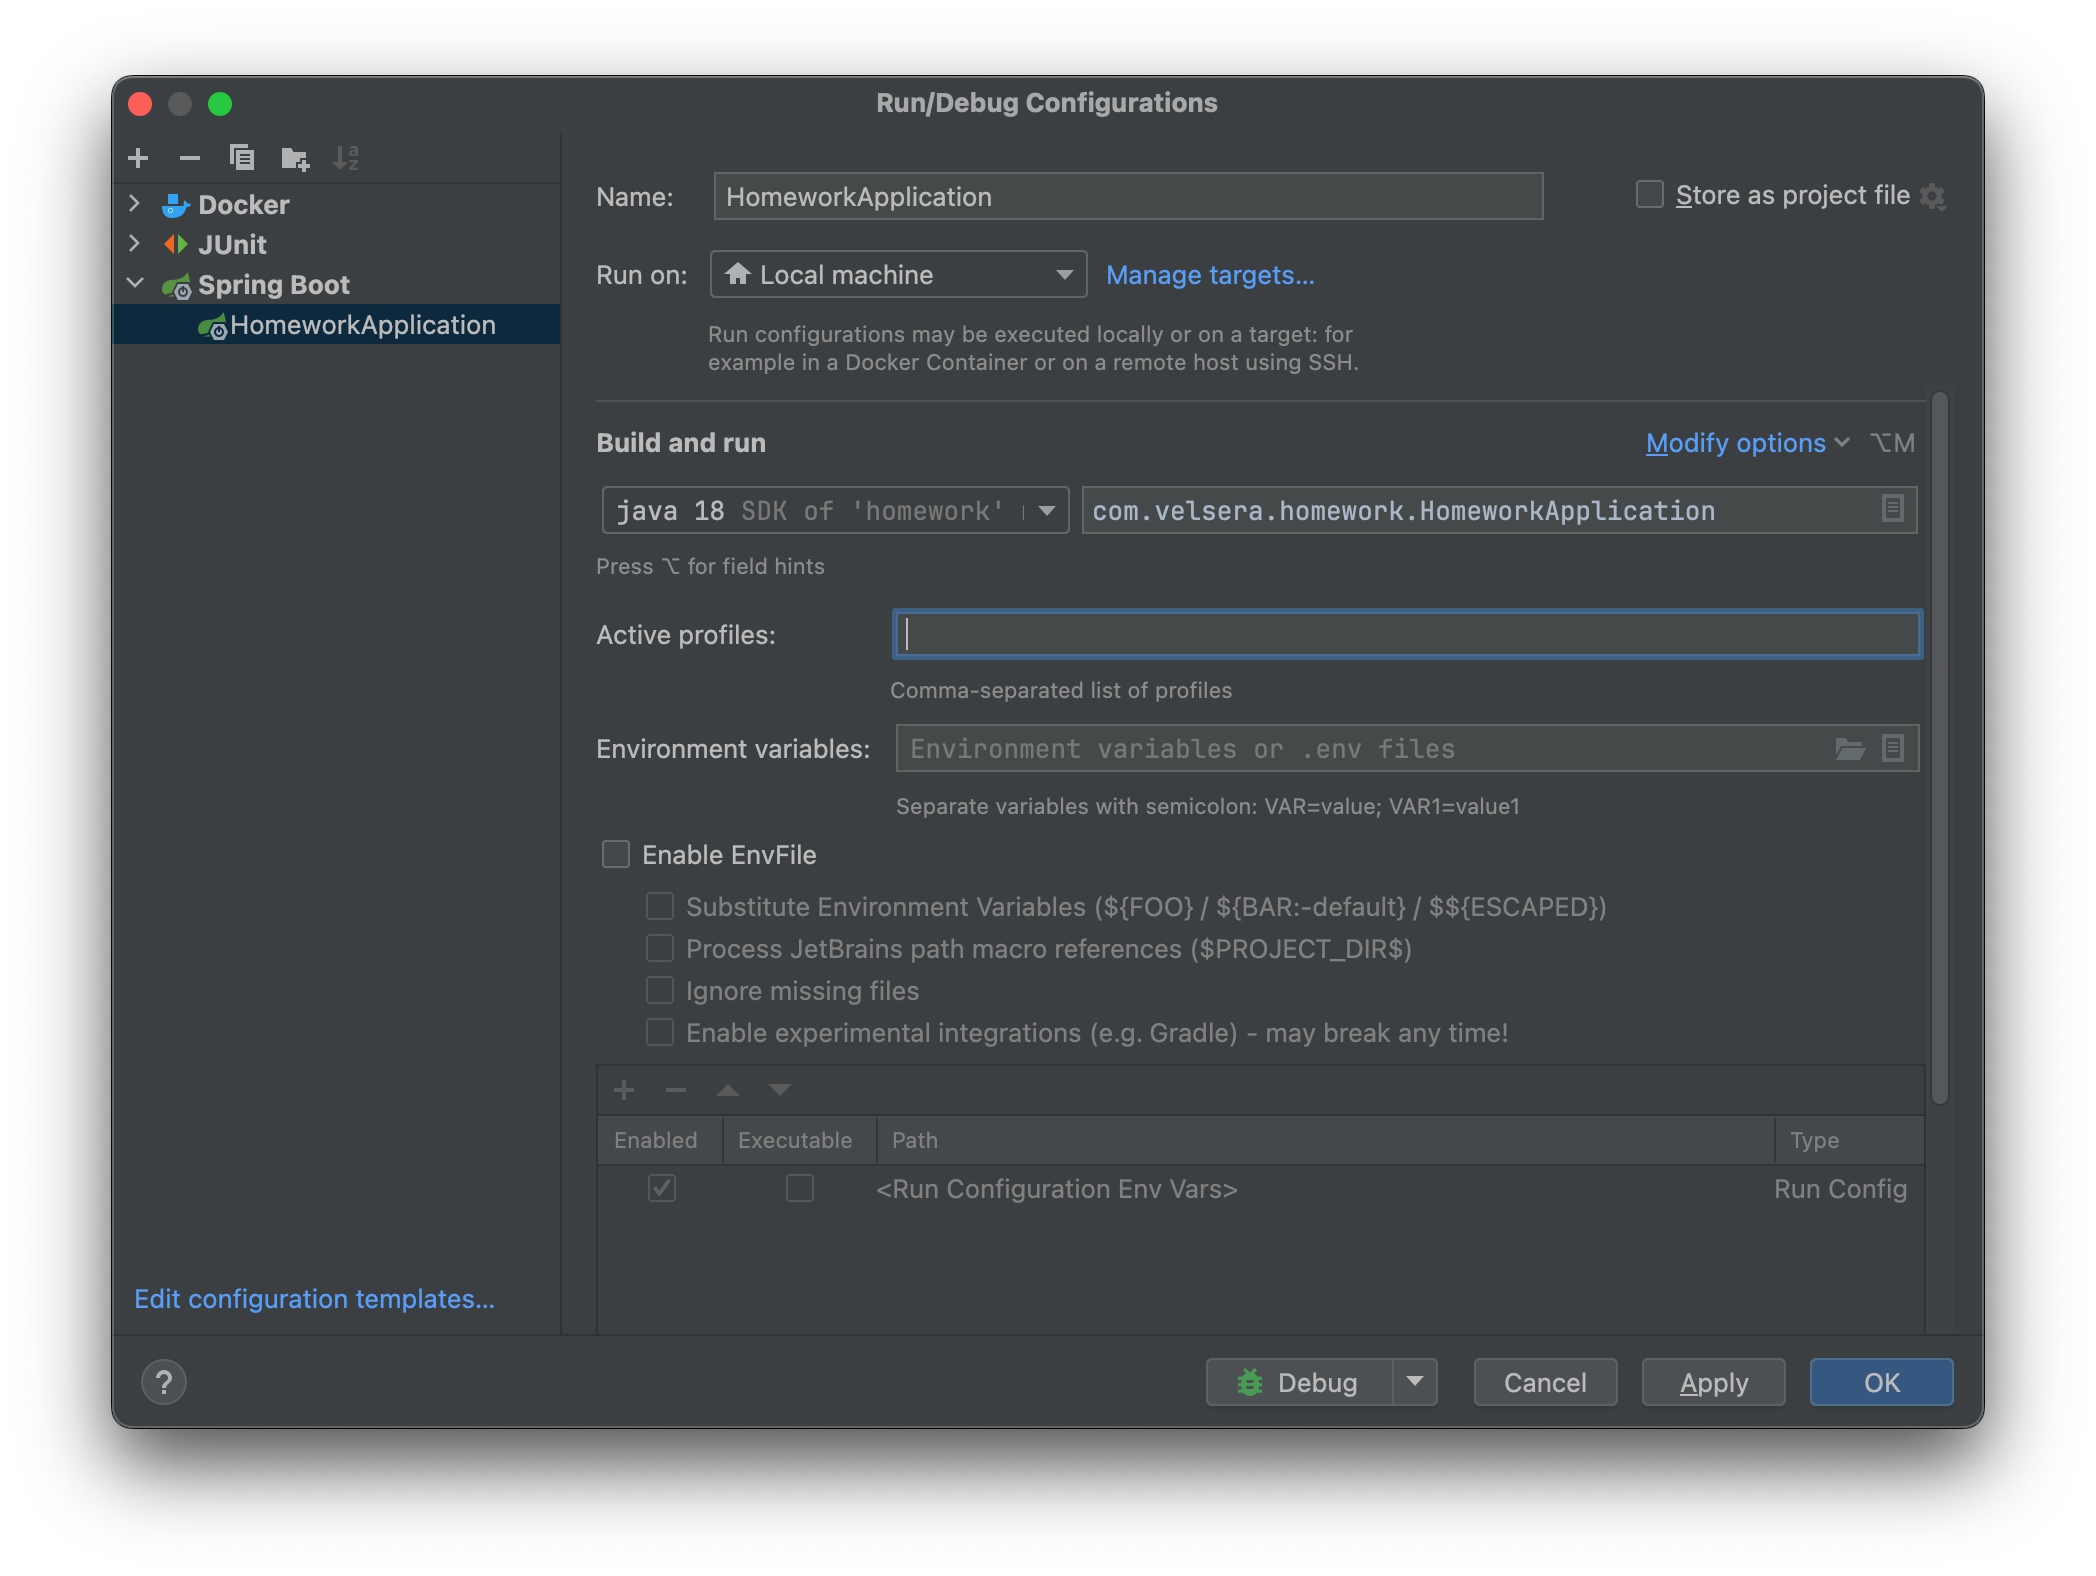 Run/Debug Configurations
Docker
JUnit
Spring Boot
HomeworkApplication
Edit configuration templates...
Name: HomeworkApplication
Store as project file
Run on: Local machine Manage targets...
Run configurations may be executed locally or on a target: for
example in a Docker Container or on a remote host using SSH.
Build and run
Modify options ⌥M
java 18 SDK of 'homework'
com.velsera.homework.HomeworkApplication
Press ⌥ for field hints
Active profiles:
Comma-separated list of profiles
Environment variables: Environment variables or .env files
Separate variables with semicolon: VAR=value; VAR1=value1
Enable EnvFile
Substitute Environment Variables (${FOO} / ${BAR:-default} / $${ESCAPED})
Process JetBrains path macro references ($PROJECT_DIR$)
Ignore missing files
Enable experimental integrations (e.g. Gradle) - may break any time!
Enabled Executable Path Type
<Run Configuration Env Vars> Run Config
? Debug Cancel Apply OK